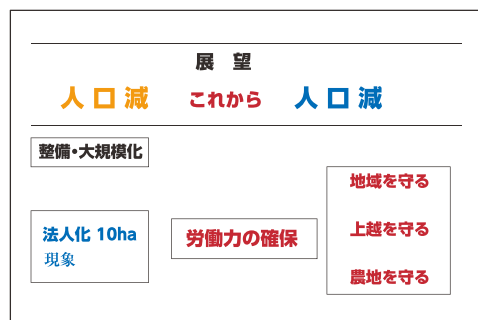 展 望
人口減 これから 人口減
整備・大規模化
法人化 10ha
現象
労働力の確保
地域を守る
上越を守る
農地を守る